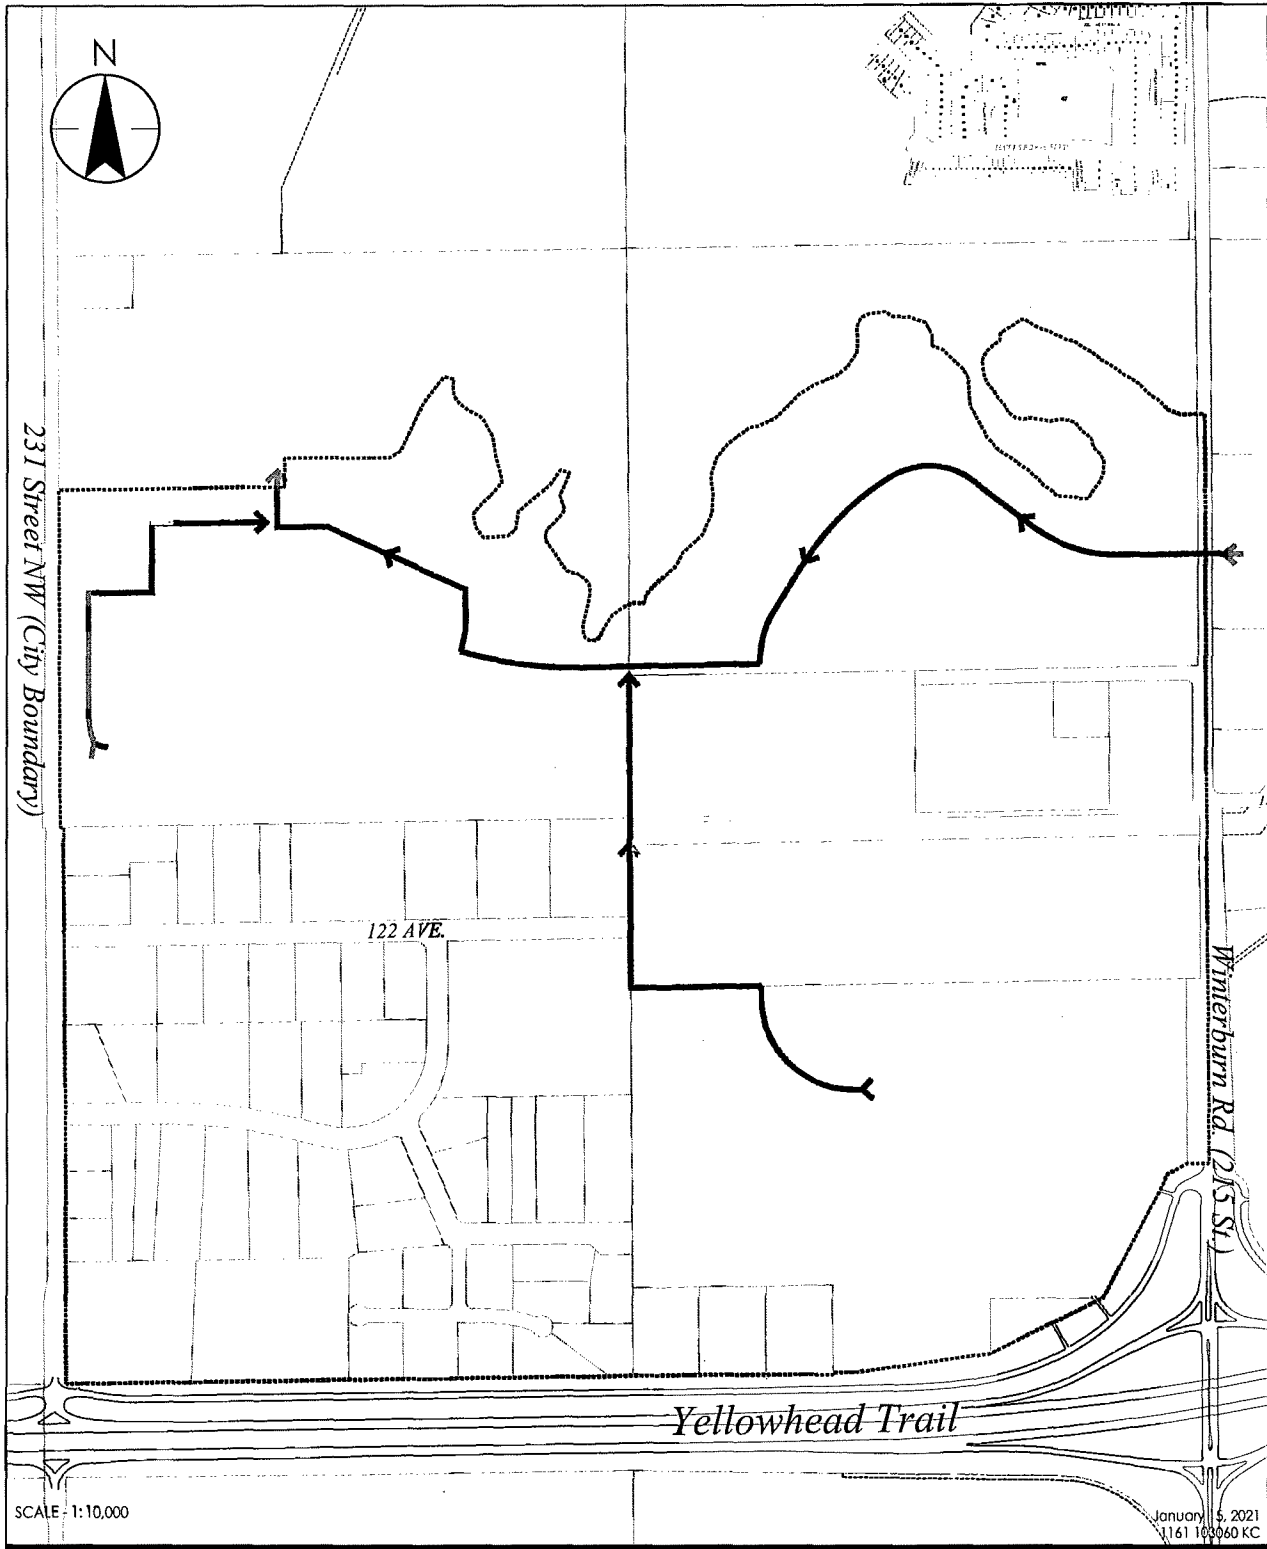 N
231 Street NW (City Boundary)
122 AVE.
Winterburn Rd. (215 St.)
Yellowhead Trail
SCALE - 1:10,000
January 15, 2021
1161 103060 KC